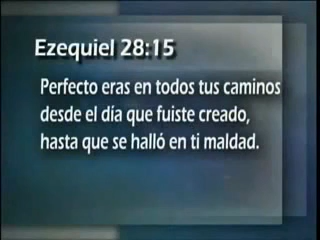 Ezequiel 28:15
Perfecto eras en todos tus caminos
desde el día que fuiste creado,
hasta que se halló en ti maldad.